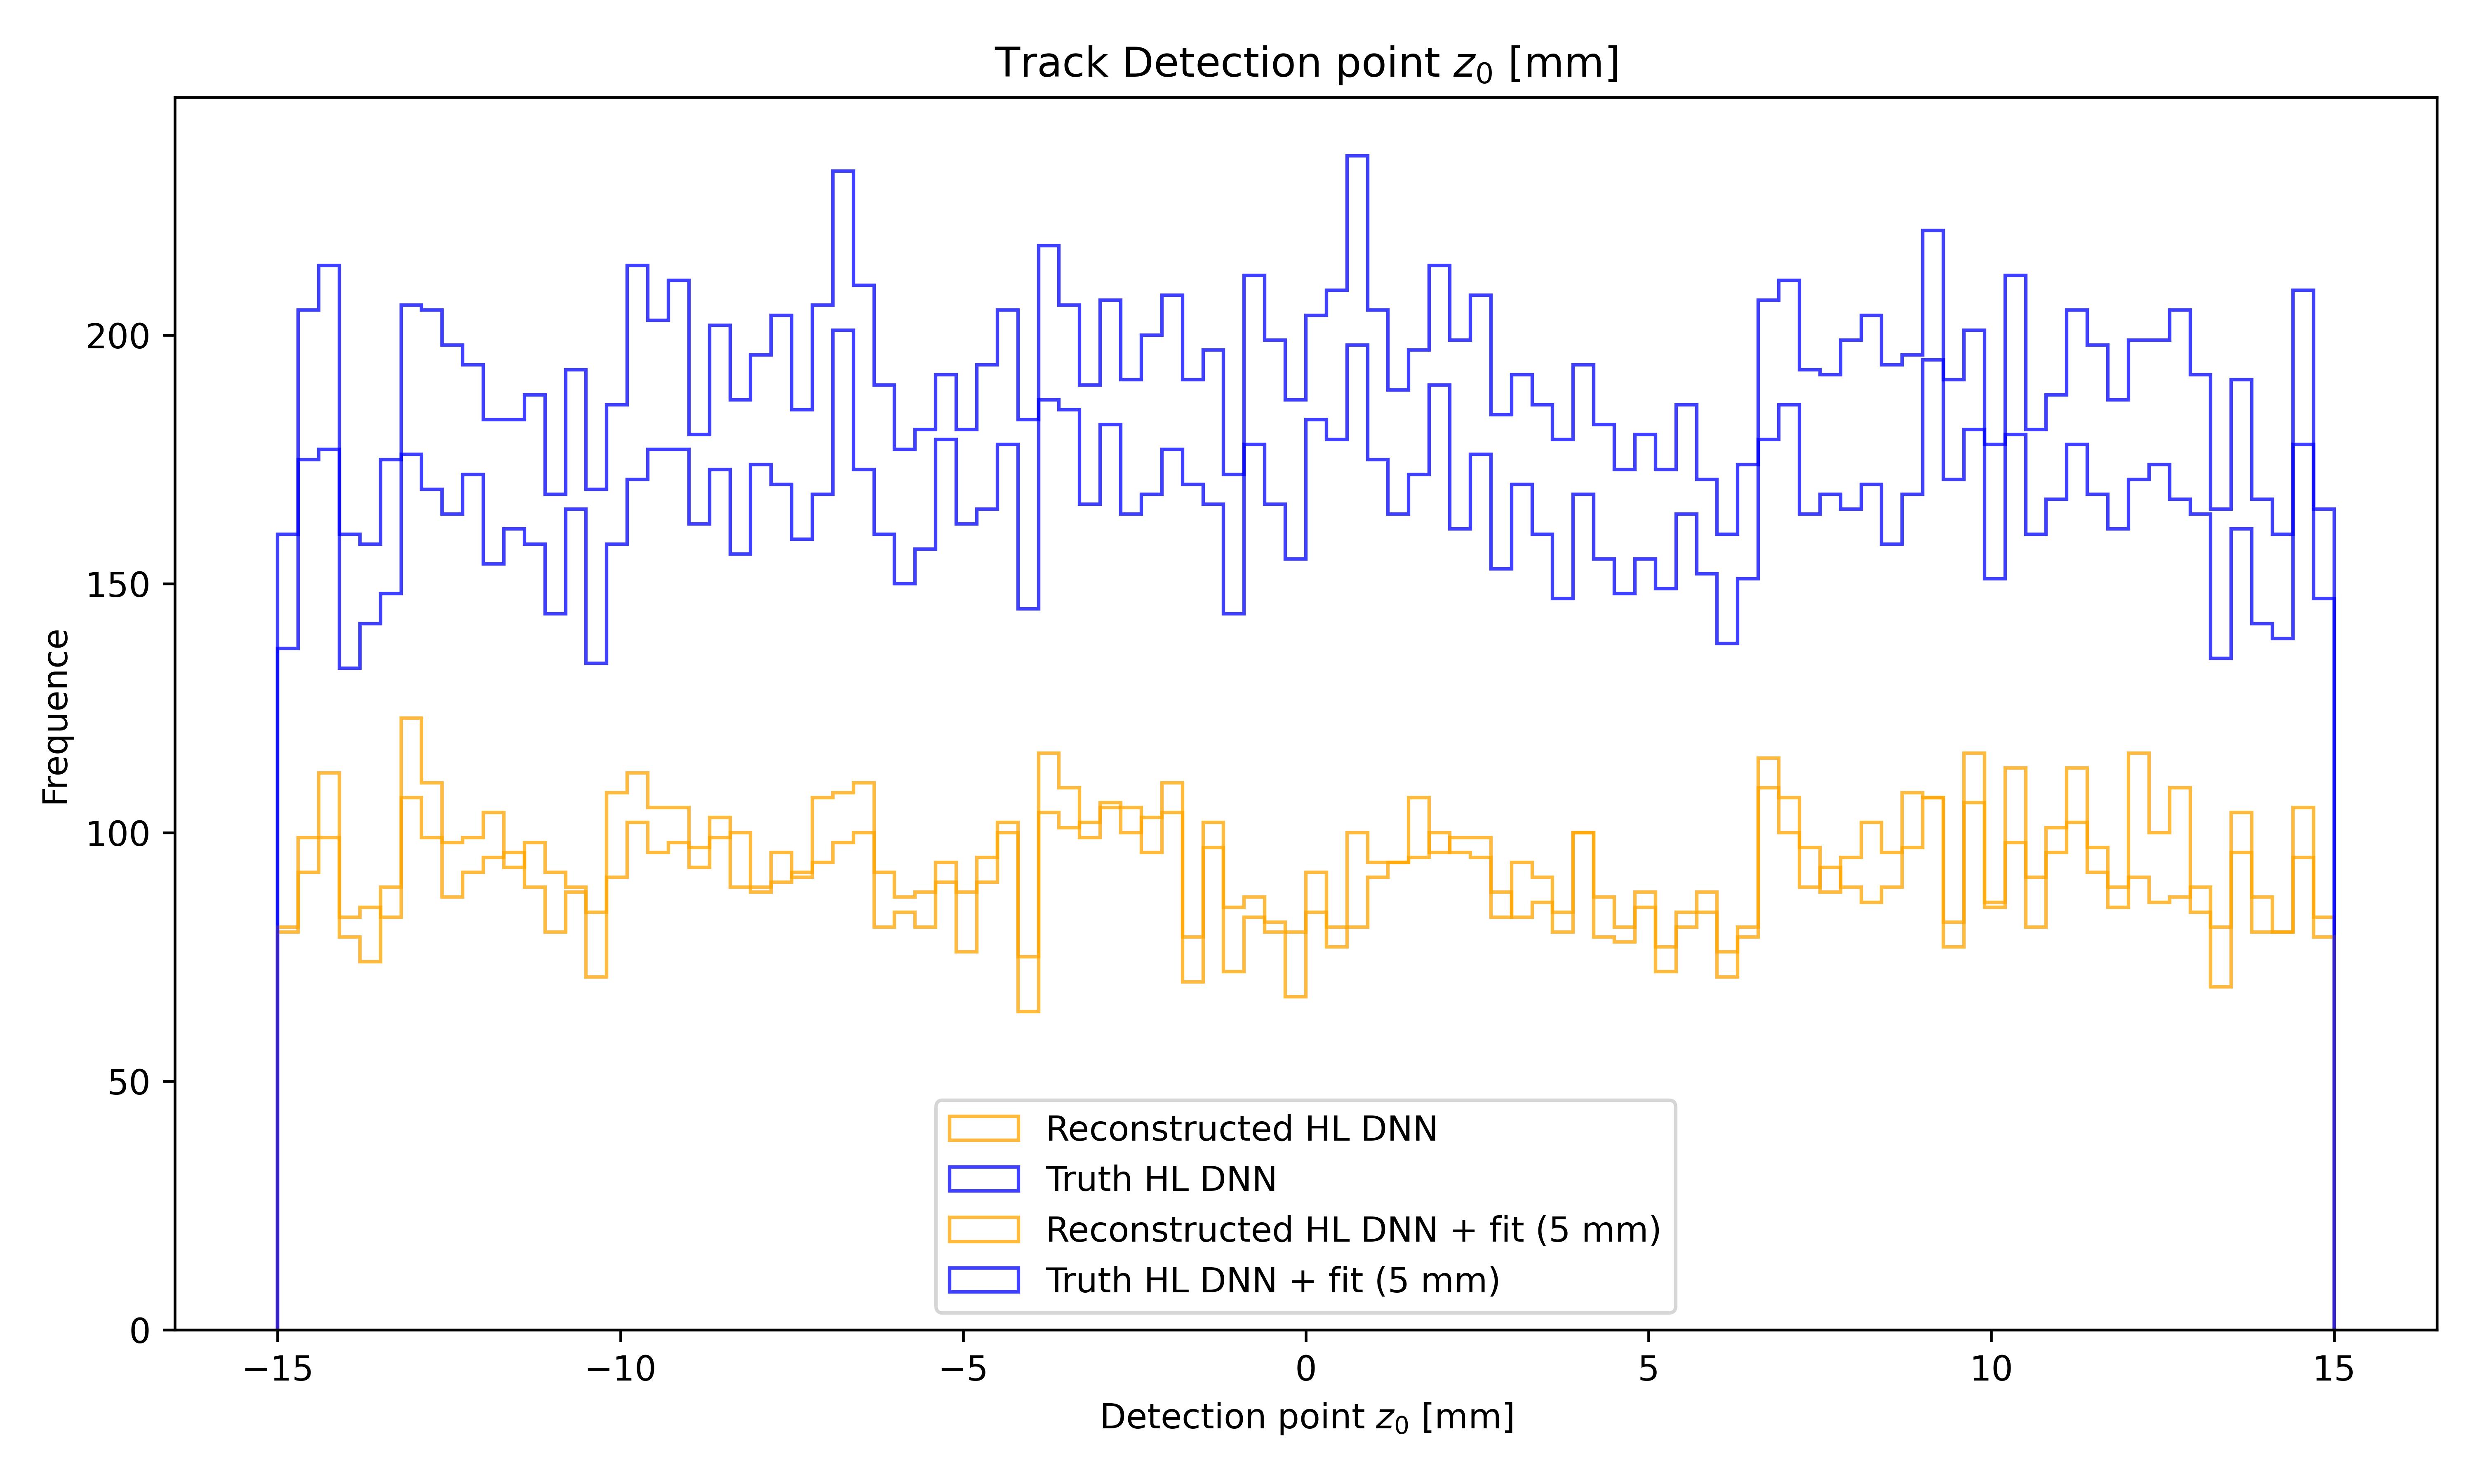 Track Detection point z₀ [mm]
Frequence
200
150
100
50
0
Reconstructed HL DNN
Truth HL DNN
Reconstructed HL DNN + fit (5 mm)
Truth HL DNN + fit (5 mm)
−15 −10 −5 0 5 10 15
Detection point z₀ [mm]